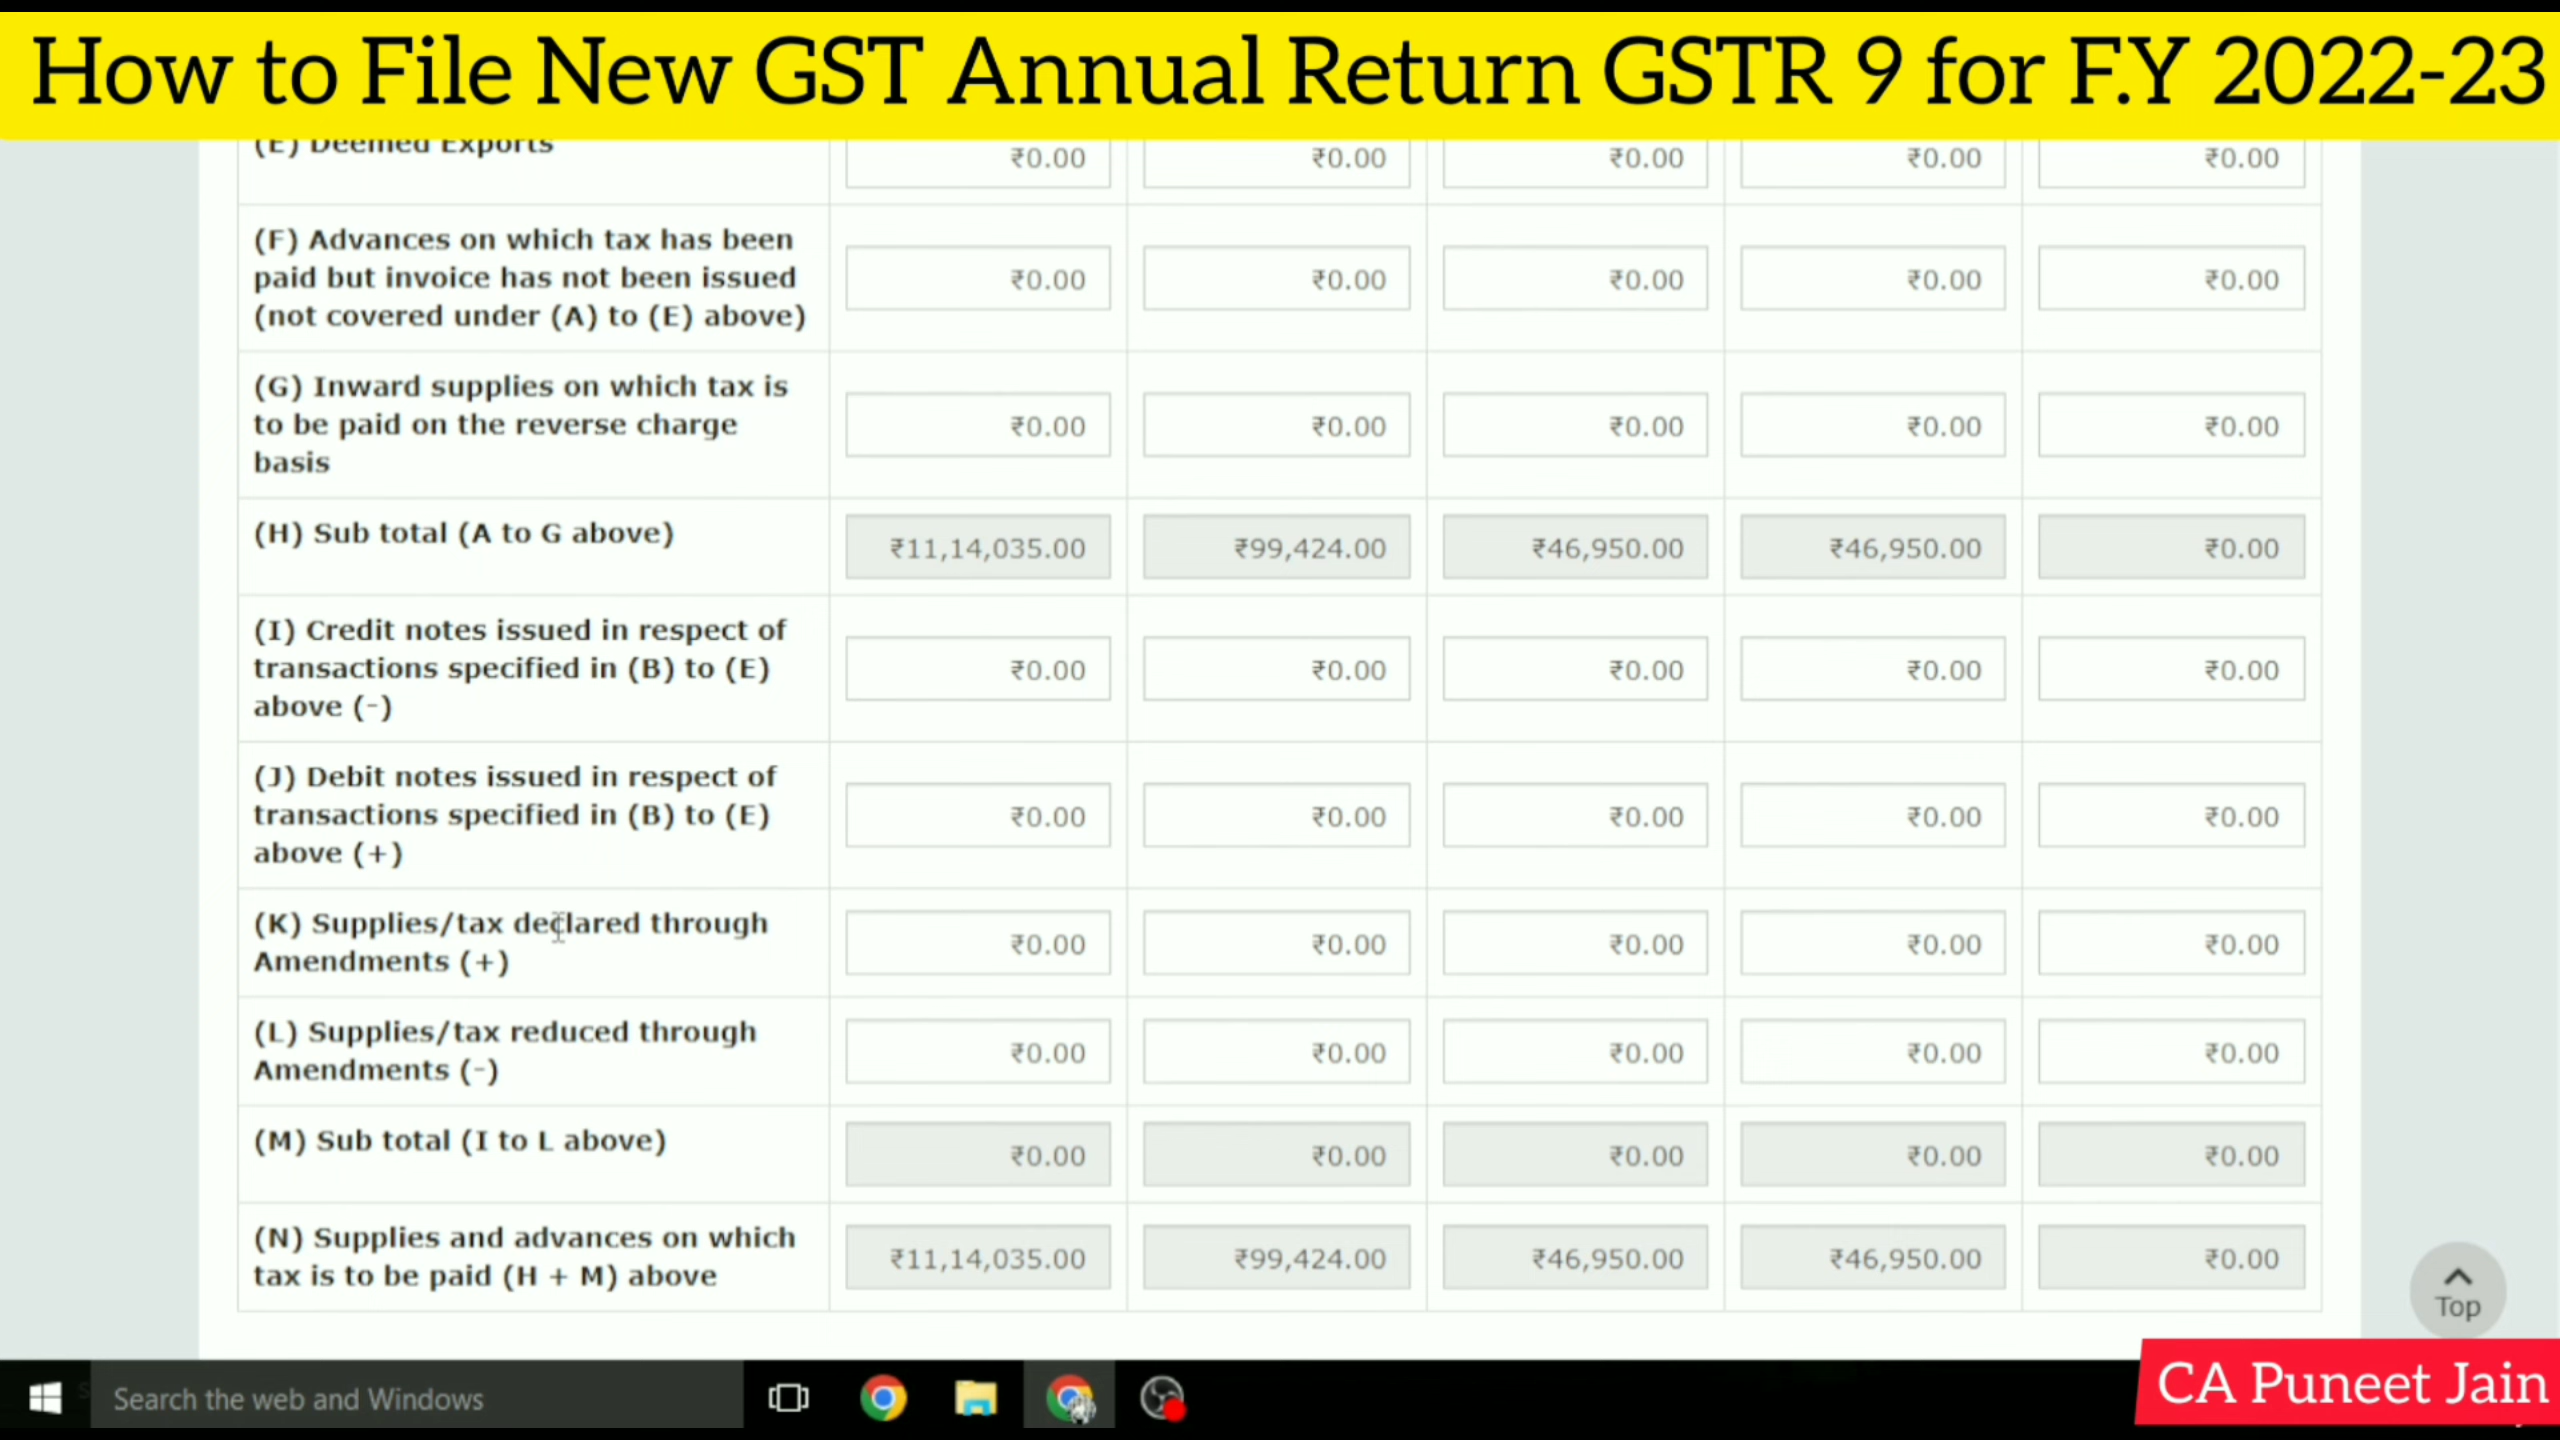 How to File New GST Annual Return GSTR 9 for F.Y 2022-23
(E) Deemed Exports ₹0.00 ₹0.00 ₹0.00 ₹0.00 ₹0.00
(F) Advances on which tax has been
paid but invoice has not been issued
(not covered under (A) to (E) above)
₹0.00 ₹0.00 ₹0.00 ₹0.00 ₹0.00
(G) Inward supplies on which tax is
to be paid on the reverse charge
basis
₹0.00 ₹0.00 ₹0.00 ₹0.00 ₹0.00
(H) Sub total (A to G above) ₹11,14,035.00 ₹99,424.00 ₹46,950.00 ₹46,950.00 ₹0.00
(I) Credit notes issued in respect of
transactions specified in (B) to (E)
above (-)
₹0.00 ₹0.00 ₹0.00 ₹0.00 ₹0.00
(J) Debit notes issued in respect of
transactions specified in (B) to (E)
above (+)
₹0.00 ₹0.00 ₹0.00 ₹0.00 ₹0.00
(K) Supplies/tax declared through
Amendments (+)
₹0.00 ₹0.00 ₹0.00 ₹0.00 ₹0.00
(L) Supplies/tax reduced through
Amendments (-)
₹0.00 ₹0.00 ₹0.00 ₹0.00 ₹0.00
(M) Sub total (I to L above) ₹0.00 ₹0.00 ₹0.00 ₹0.00 ₹0.00
(N) Supplies and advances on which
tax is to be paid (H + M) above
₹11,14,035.00 ₹99,424.00 ₹46,950.00 ₹46,950.00 ₹0.00
Top
Search the web and Windows
CA Puneet Jain